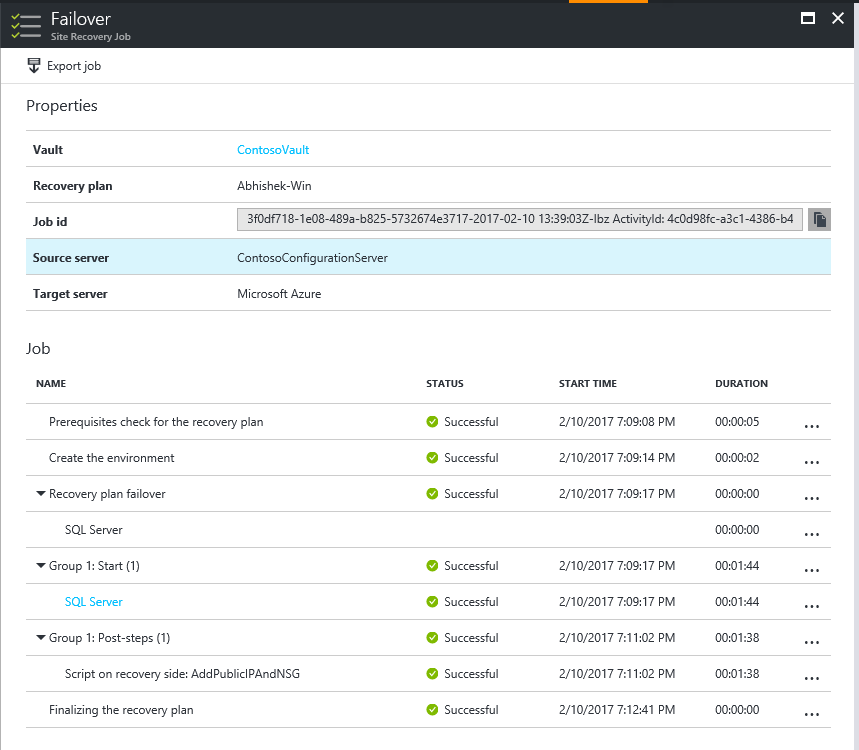 Failover
Site Recovery Job
Export job
Properties
Vault ContosoVault
Recovery plan Abhishek-Win
Job id 3f0df718-1e08-489a-b825-5732674e3717-2017-02-10 13:39:03Z-Ibz ActivityId: 4c0d98fc-a3c1-4386-b4
Source server ContosoConfigurationServer
Target server Microsoft Azure
Job
NAME STATUS START TIME DURATION
Prerequisites check for the recovery plan Successful 2/10/2017 7:09:08 PM 00:00:05 ...
Create the environment Successful 2/10/2017 7:09:14 PM 00:00:02 ...
Recovery plan failover Successful 2/10/2017 7:09:17 PM 00:00:00 ...
SQL Server 00:00:00 ...
Group 1: Start (1) Successful 2/10/2017 7:09:17 PM 00:01:44 ...
SQL Server Successful 2/10/2017 7:09:17 PM 00:01:44 ...
Group 1: Post-steps (1) Successful 2/10/2017 7:11:02 PM 00:01:38 ...
Script on recovery side: AddPublicIPAndNSG Successful 2/10/2017 7:11:02 PM 00:01:38 ...
Finalizing the recovery plan Successful 2/10/2017 7:12:41 PM 00:00:00 ...